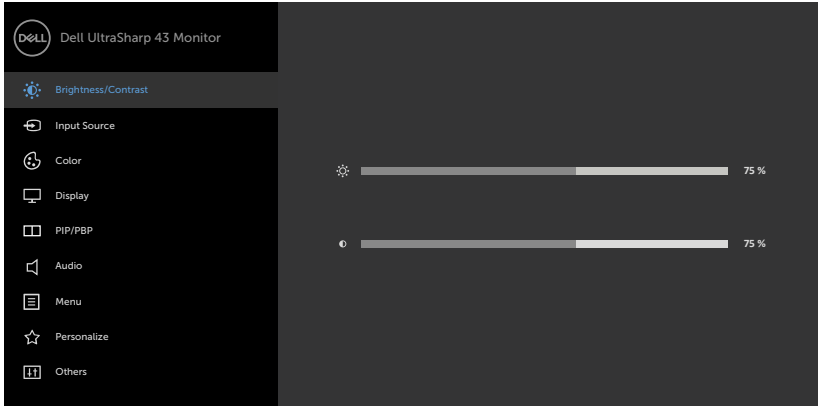 DELL
Dell UltraSharp 43 Monitor
Brightness/Contrast
Input Source
Color
Display
PIP/PBP
Audio
Menu
Personalize
Others
75 %
75 %